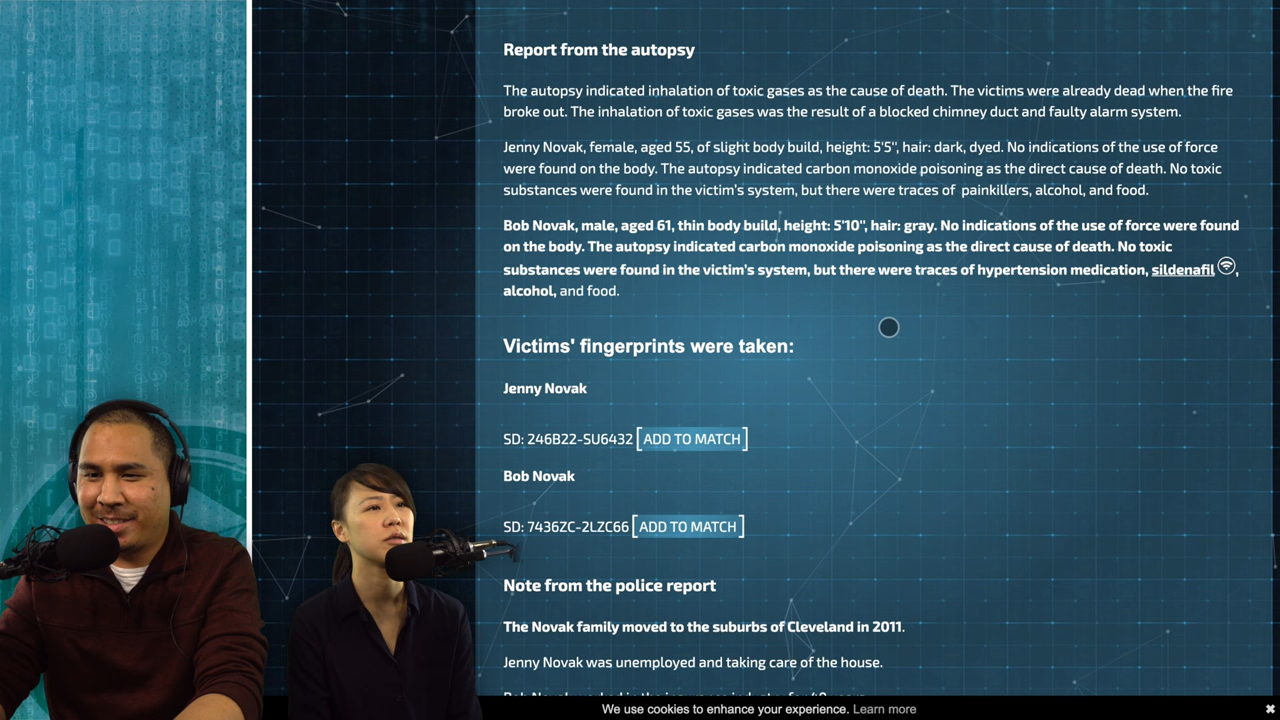 Report from the autopsy
The autopsy indicated inhalation of toxic gases as the cause of death. The victims were already dead when the fire
broke out. The inhalation of toxic gases was the result of a blocked chimney duct and faulty alarm system.
Jenny Novak, female, aged 55, of slight body build, height: 5'5'', hair: dark, dyed. No indications of the use of force
were found on the body. The autopsy indicated carbon monoxide poisoning as the direct cause of death. No toxic
substances were found in the victim's system, but there were traces of painkillers, alcohol, and food.
Bob Novak, male, aged 61, thin body build, height: 5'10'', hair: gray. No indications of the use of force were found
on the body. The autopsy indicated carbon monoxide poisoning as the direct cause of death. No toxic
substances were found in the victim's system, but there were traces of hypertension medication, sildenafil,
alcohol, and food.
Victims' fingerprints were taken:
Jenny Novak
SD: 246B22-SU6432 [ADD TO MATCH]
Bob Novak
SD: 7436ZC-2LZC66 [ADD TO MATCH]
Note from the police report
The Novak family moved to the suburbs of Cleveland in 2011.
Jenny Novak was unemployed and taking care of the house.
We use cookies to enhance your experience. Learn more ✖